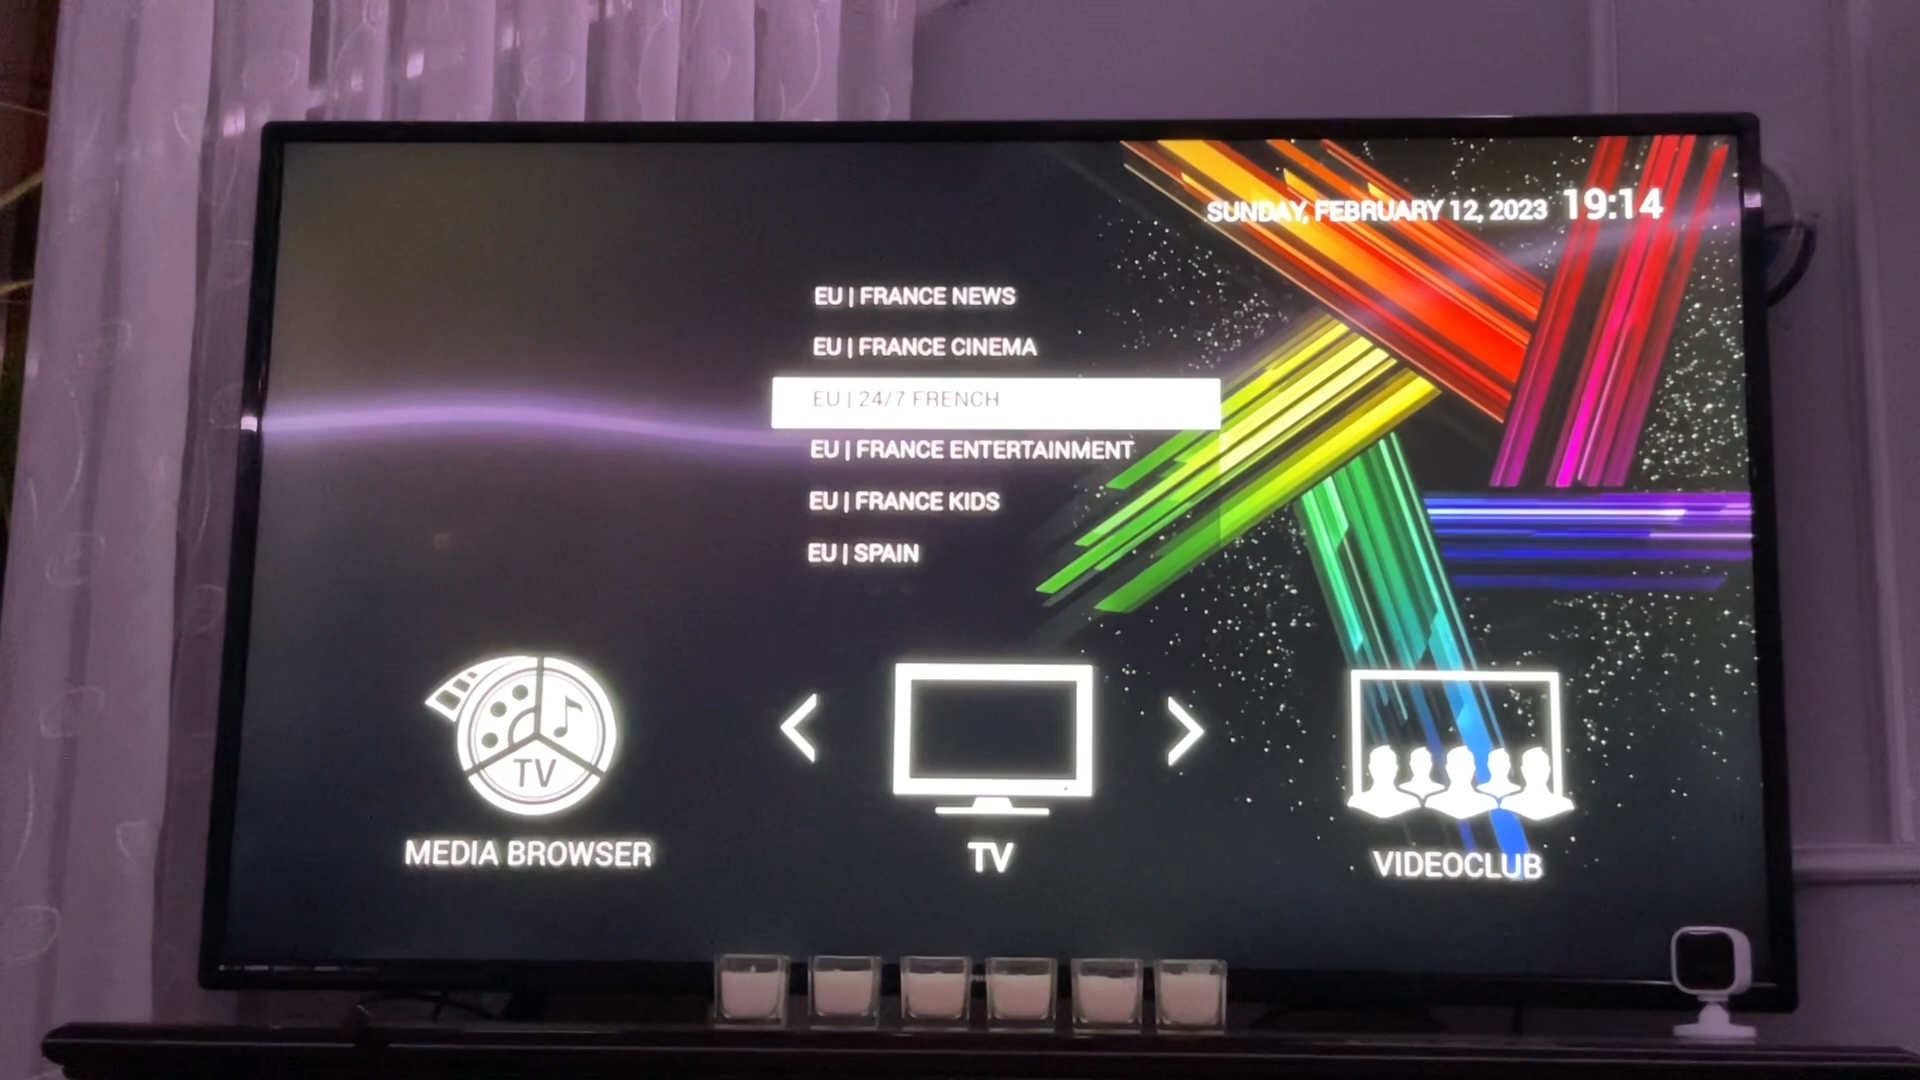 SUNDAY, FEBRUARY 12, 2023 19:14
EU | FRANCE NEWS
EU | FRANCE CINEMA
EU | 24/7 FRENCH
EU | FRANCE ENTERTAINMENT
EU | FRANCE KIDS
EU | SPAIN
TV
MEDIA BROWSER
TV
VIDEOCLUB